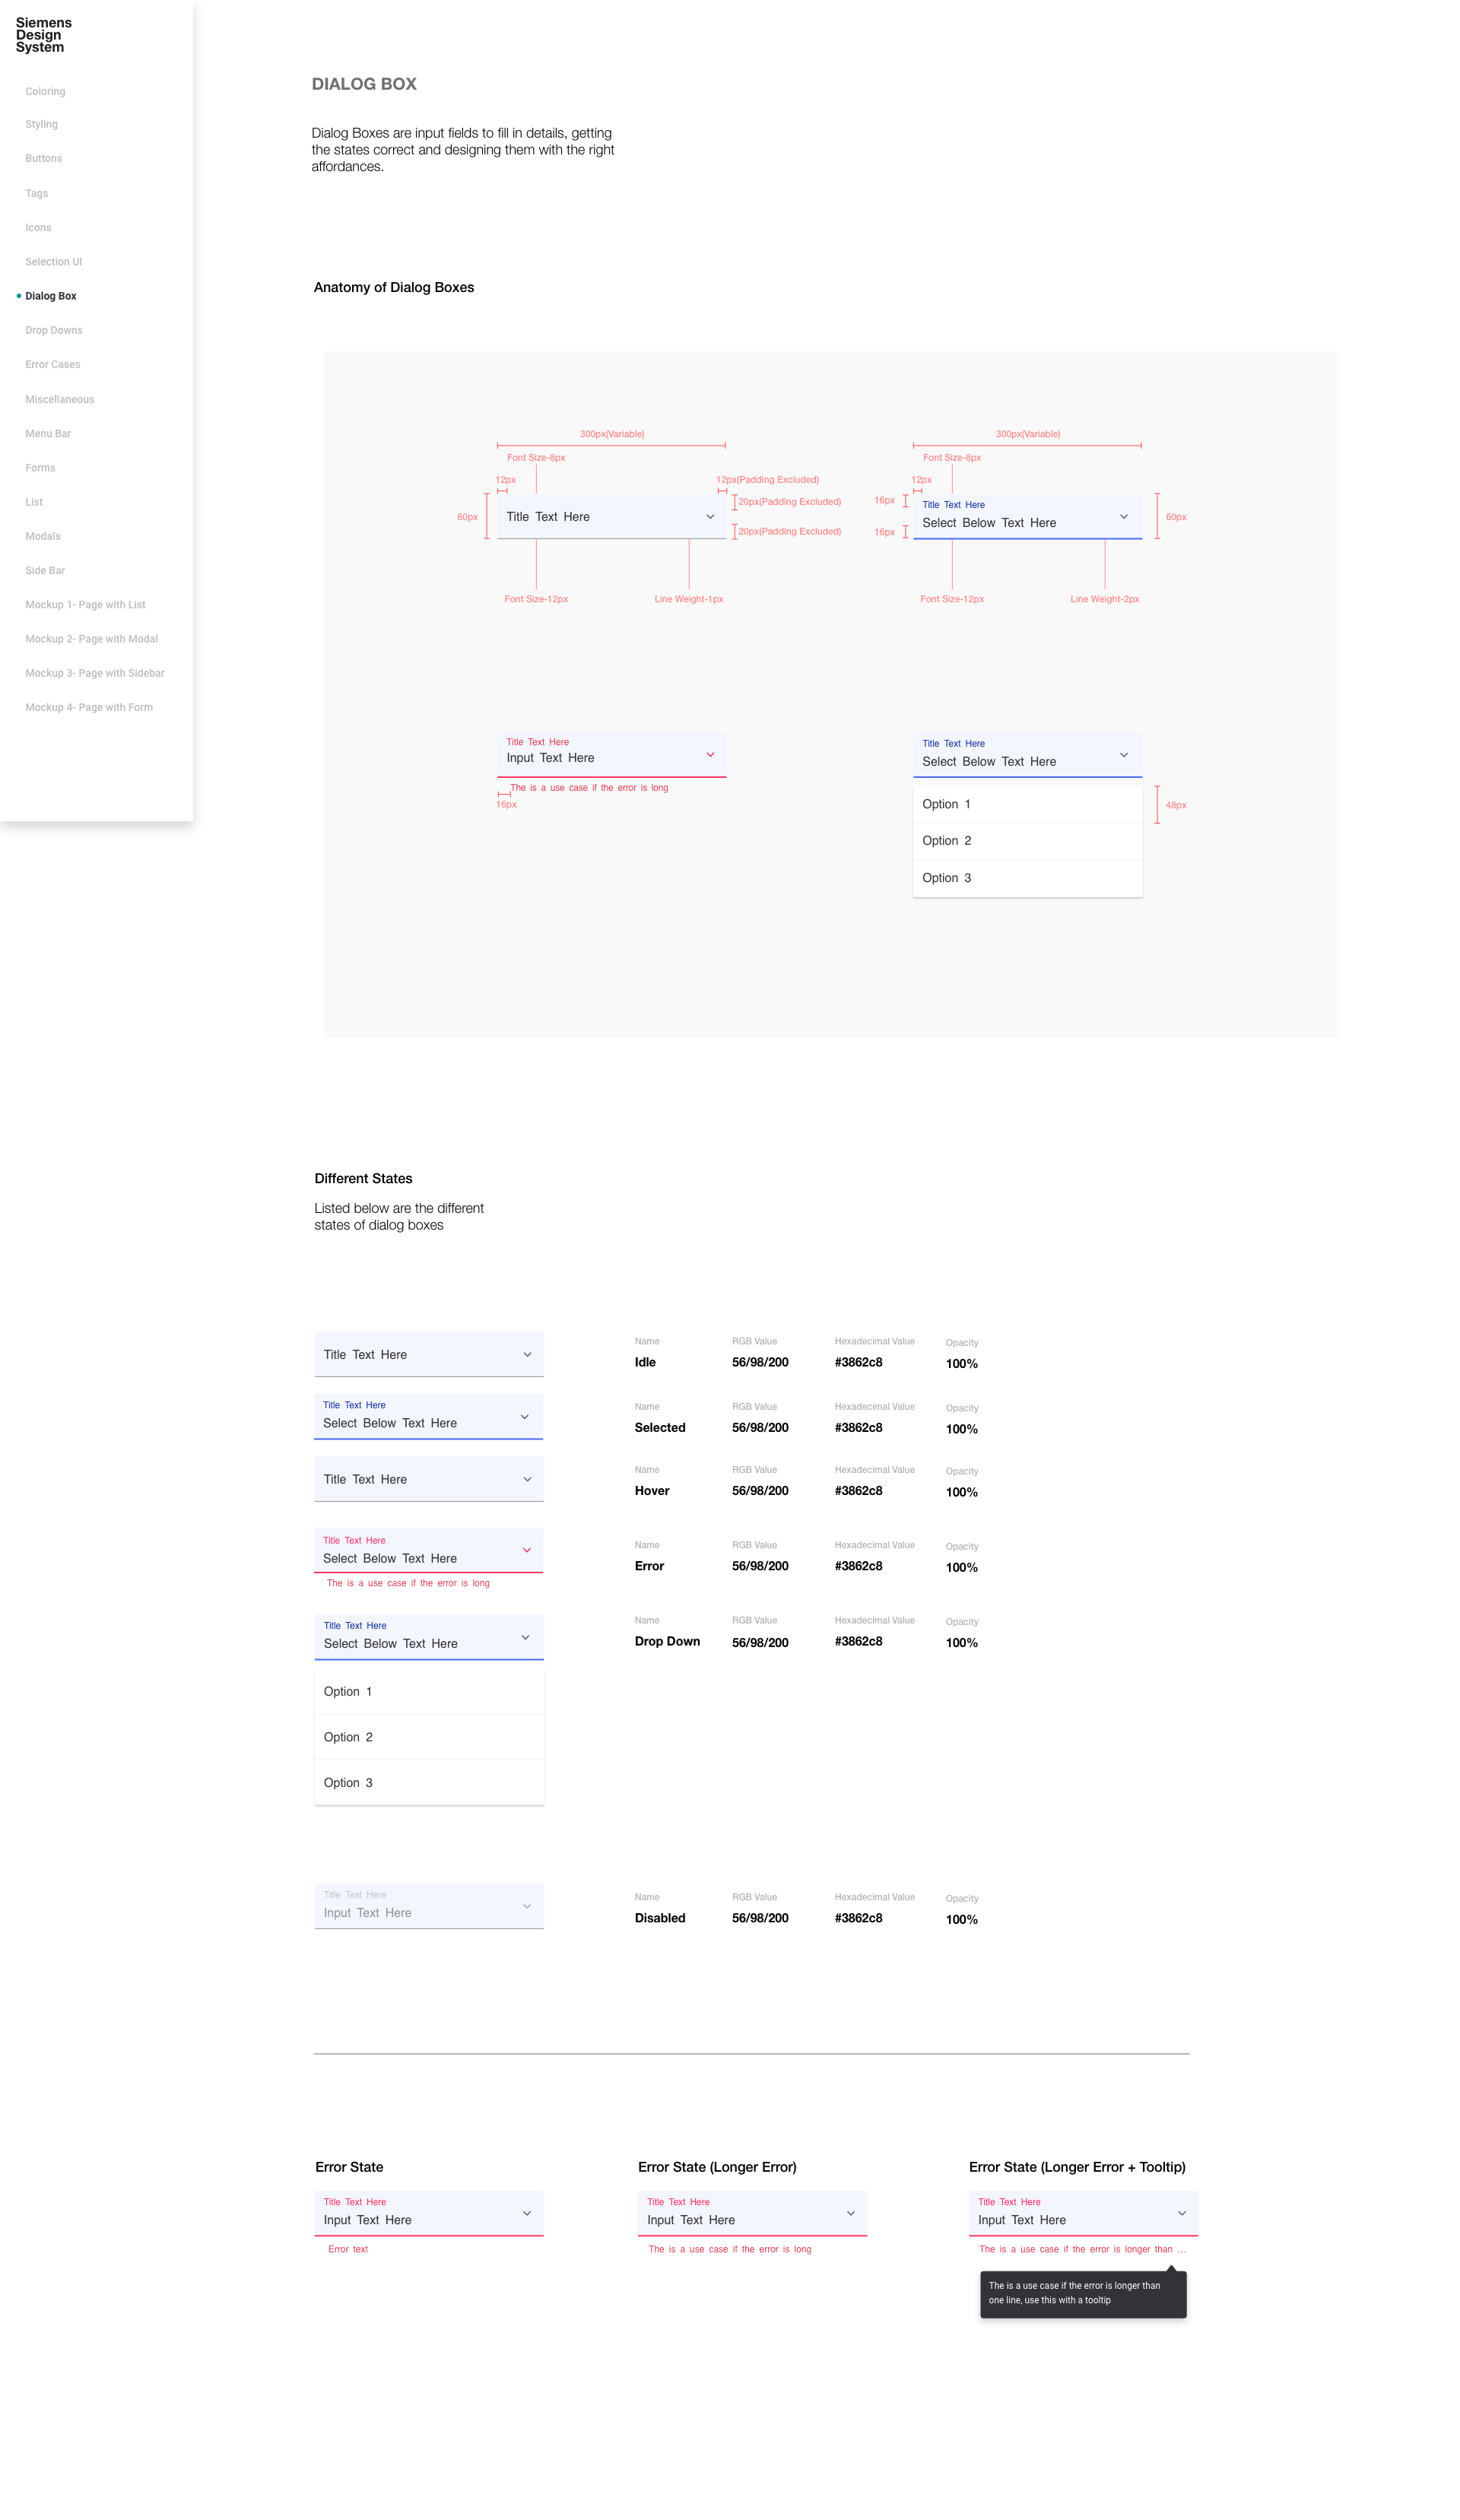 Siemens
Design
System
Coloring
Styling
Buttons
Tags
Icons
Selection UI
Dialog Box
Drop Downs
Error Cases
Miscellaneous
Menu Bar
Forms
List
Modals
Side Bar
Mockup 1- Page with List
Mockup 2- Page with Modal
Mockup 3- Page with Sidebar
Mockup 4- Page with Form
DIALOG BOX
Dialog Boxes are input fields to fill in details, getting
the states correct and designing them with the right
affordances.
Anatomy of Dialog Boxes
300px(Variable)
Font Size-8px
12px
12px(Padding Excluded)
60px
20px(Padding Excluded)
Title Text Here
20px(Padding Excluded)
Font Size-12px
Line Weight-1px
300px(Variable)
Font Size-8px
12px
16px
Title Text Here
60px
Select Below Text Here
16px
Font Size-12px
Line Weight-2px
Title Text Here
Input Text Here
The is a use case if the error is long
16px
Title Text Here
Select Below Text Here
Option 1
48px
Option 2
Option 3
Different States
Listed below are the different
states of dialog boxes
Title Text Here
Name RGB Value Hexadecimal Value Opacity
Idle 56/98/200 #3862c8 100%
Title Text Here
Select Below Text Here
Name RGB Value Hexadecimal Value Opacity
Selected 56/98/200 #3862c8 100%
Title Text Here
Name RGB Value Hexadecimal Value Opacity
Hover 56/98/200 #3862c8 100%
Title Text Here
Select Below Text Here
The is a use case if the error is long
Name RGB Value Hexadecimal Value Opacity
Error 56/98/200 #3862c8 100%
Title Text Here
Select Below Text Here
Name RGB Value Hexadecimal Value Opacity
Drop Down 56/98/200 #3862c8 100%
Option 1
Option 2
Option 3
Title Text Here
Input Text Here
Name RGB Value Hexadecimal Value Opacity
Disabled 56/98/200 #3862c8 100%
Error State
Title Text Here
Input Text Here
Error text
Error State (Longer Error)
Title Text Here
Input Text Here
The is a use case if the error is long
Error State (Longer Error + Tooltip)
Title Text Here
Input Text Here
The is a use case if the error is longer than ...
The is a use case if the error is longer than
one line, use this with a tooltip